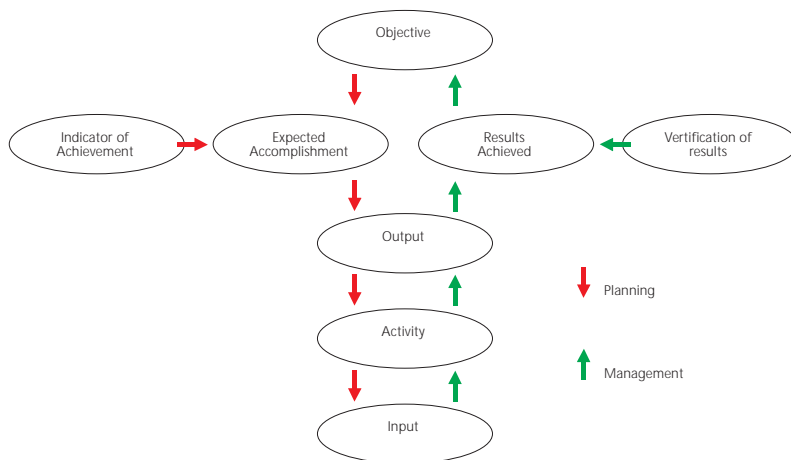 Objective
Indicator of
Achievement
Expected
Accomplishment
Results
Achieved
Vertification of
results
Output
Planning
Activity
Management
Input